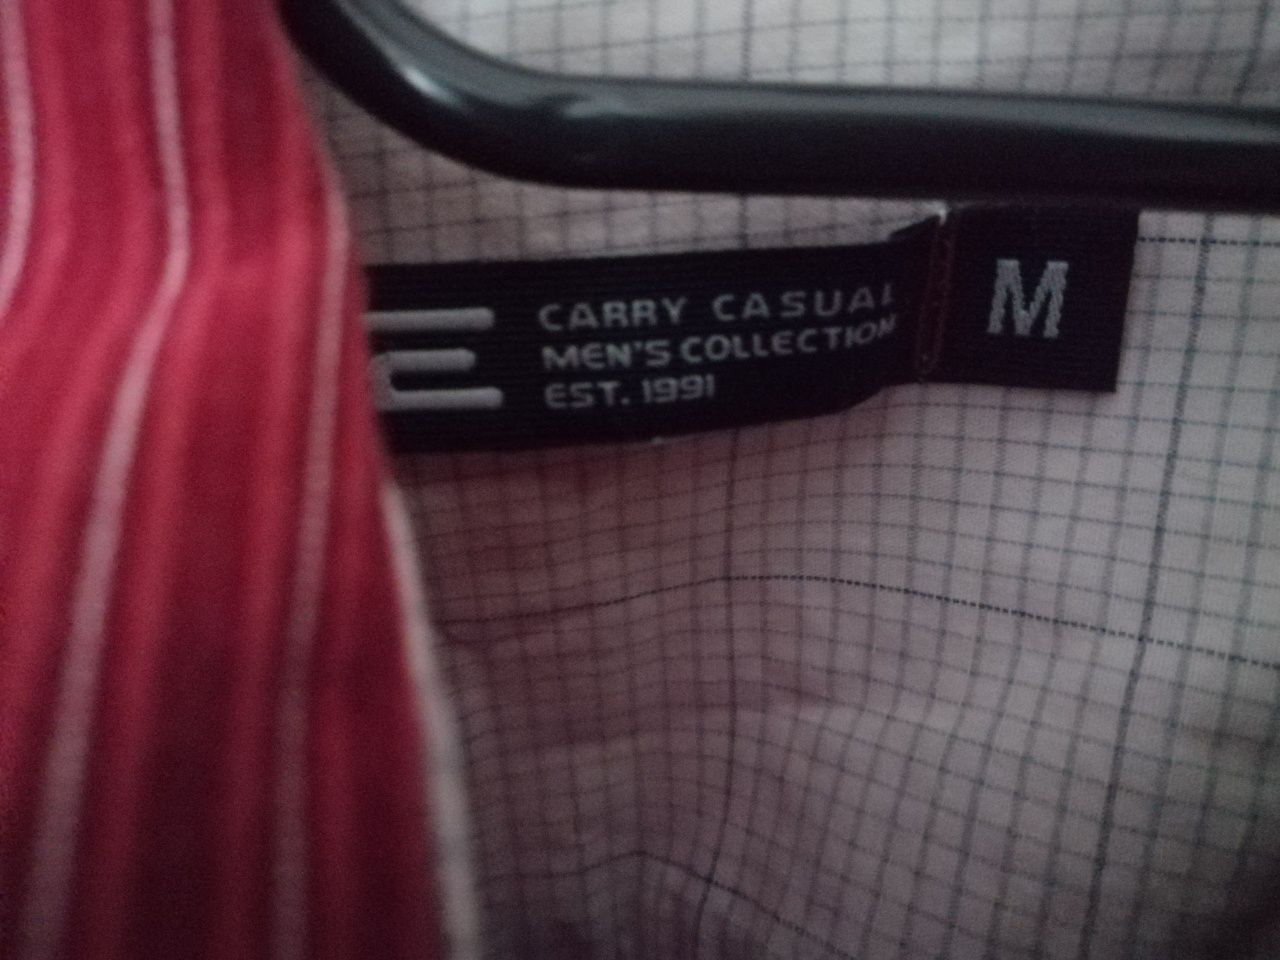 CARRY CASUAL
MEN'S COLLECTION
EST. 1991
M